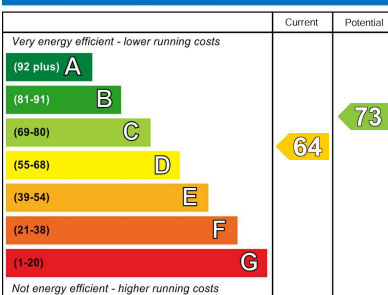 Current Potential
Very energy efficient - lower running costs
(92 plus) A
(81-91) B
(69-80) C
73
(55-68) D
64
(39-54) E
(21-38) F
(1-20) G
Not energy efficient - higher running costs